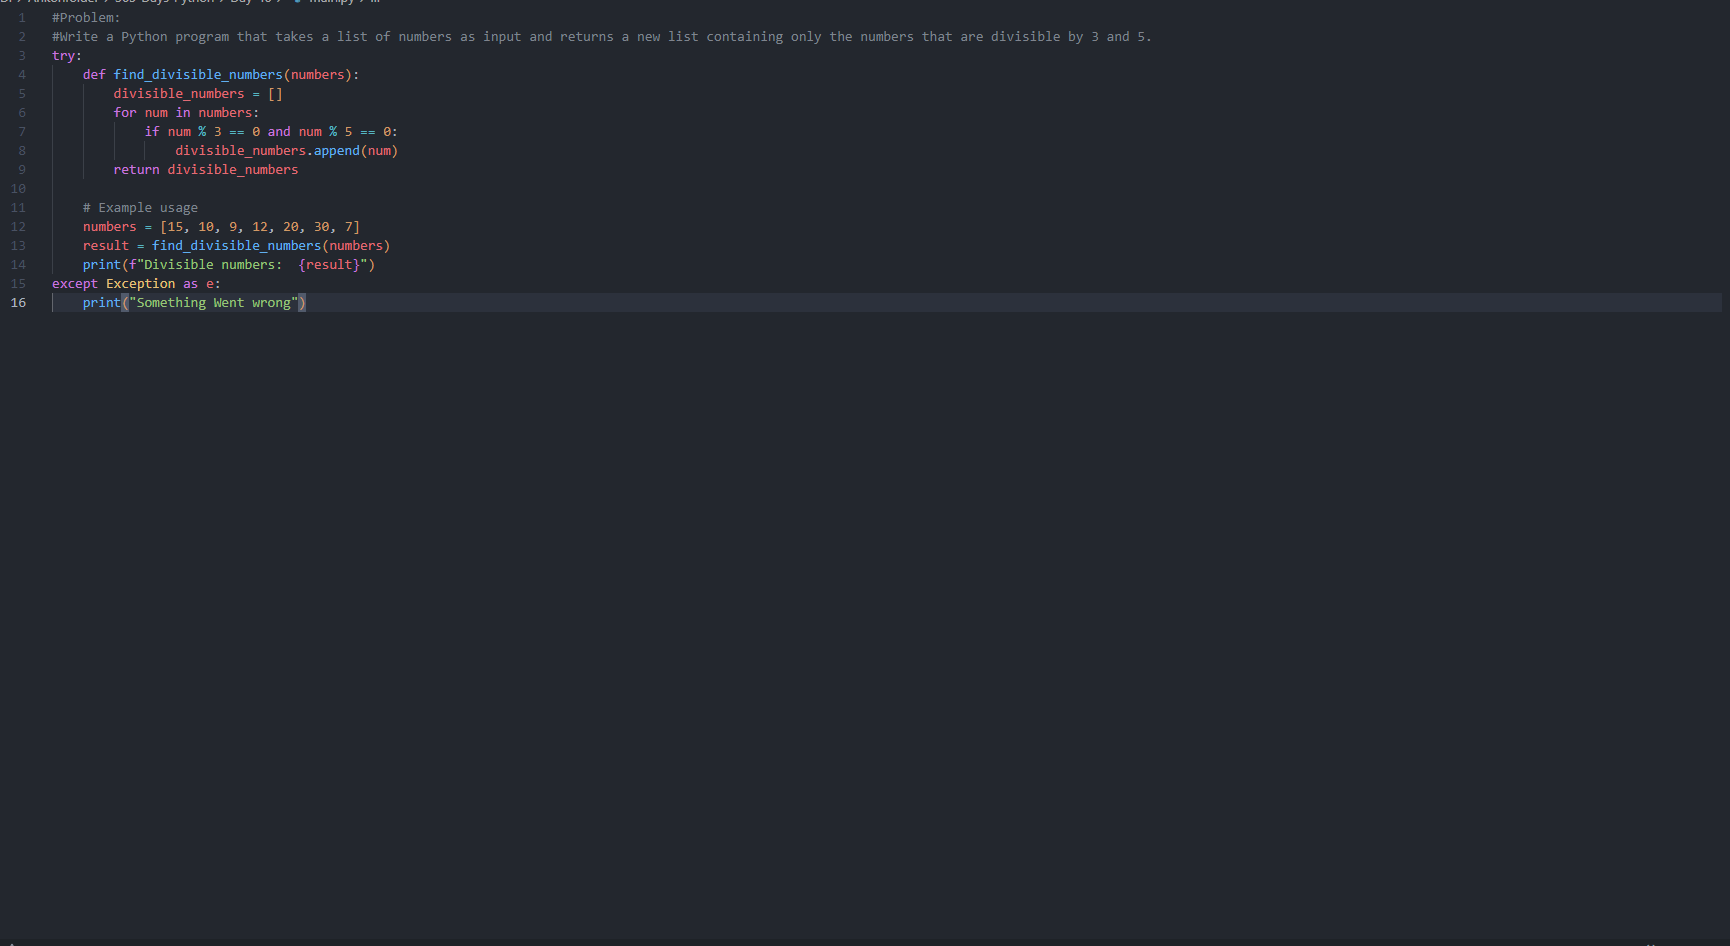 1 #Problem:
2 #Write a Python program that takes a list of numbers as input and returns a new list containing only the numbers that are divisible by 3 and 5.
3 try:
4     def find_divisible_numbers(numbers):
5         divisible_numbers = []
6         for num in numbers:
7             if num % 3 == 0 and num % 5 == 0:
8                 divisible_numbers.append(num)
9         return divisible_numbers
10
11     # Example usage
12     numbers = [15, 10, 9, 12, 20, 30, 7]
13     result = find_divisible_numbers(numbers)
14     print(f"Divisible numbers:  {result}")
15 except Exception as e:
16     print("Something Went wrong")